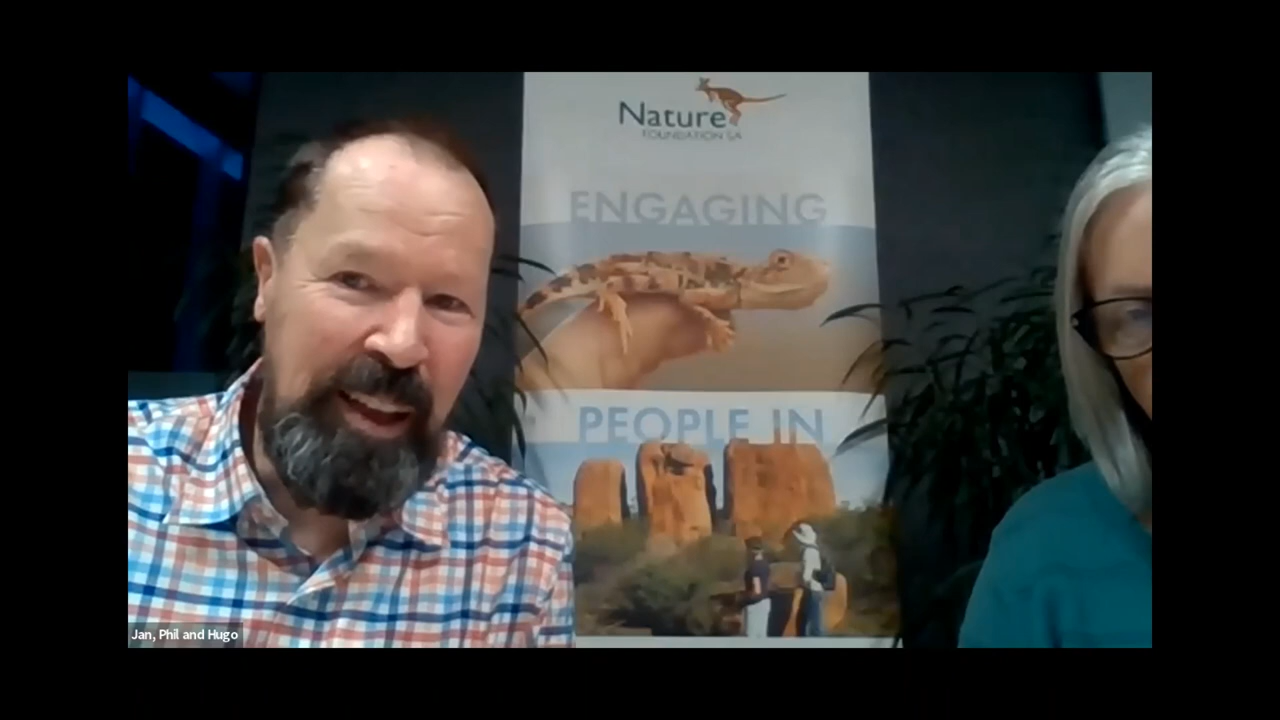 Nature
FOUNDATION SA
ENGAGING
PEOPLE IN
Jan, Phil and Hugo